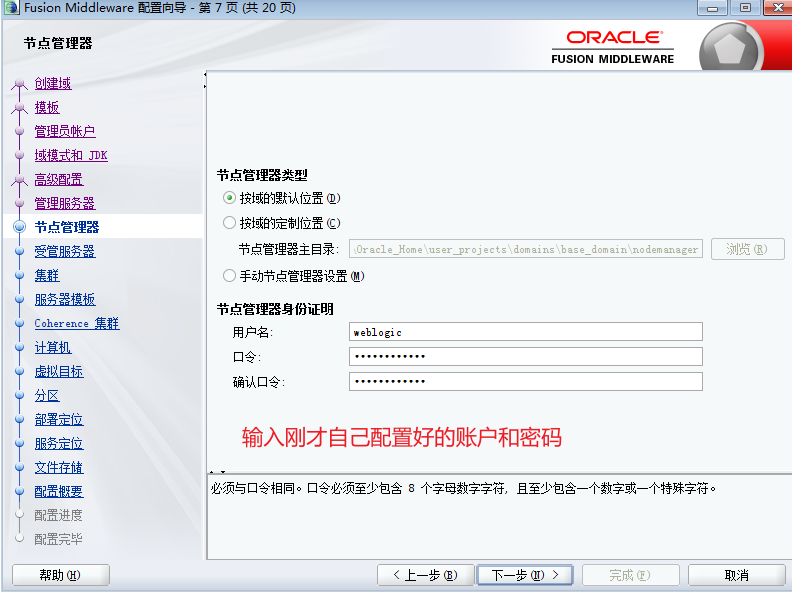 Fusion Middleware 配置向导 - 第 7 页 (共 20 页)
节点管理器
ORACLE
FUSION MIDDLEWARE
创建域
模板
管理员帐户
域模式和 JDK
高级配置
管理服务器
节点管理器
受管服务器
集群
服务器模板
Coherence 集群
计算机
虚拟目标
分区
部署定位
服务定位
文件存储
配置概要
配置进度
配置完毕
节点管理器类型
按域的默认位置 (D)
按域的定制位置 (C)
节点管理器主目录: \Oracle_Home\user_projects\domains\base_domain\nodemanager 浏览 (R)
手动节点管理器设置 (M)
节点管理器身份证明
用户名: weblogic
口令: ••••••••••••
确认口令: ••••••••••••
输入刚才自己配置好的账户和密码
必须与口令相同。口令必须至少包含 8 个字母数字字符, 且至少包含一个数字或一个特殊字符。
帮助 (H) < 上一步 (B) 下一步 (N) > 完成 (F) 取消